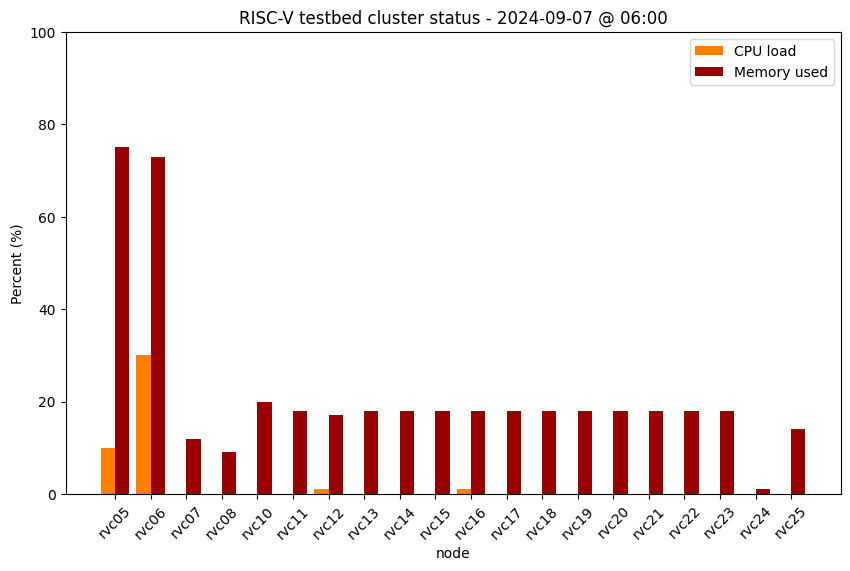 RISC-V testbed cluster status - 2024-09-07 @ 06:00
100
80
60
40
20
0
Percent (%)
CPU load
Memory used
rvc05 rvc06 rvc07 rvc08 rvc10 rvc11 rvc12 rvc13 rvc14 rvc15 rvc16 rvc17 rvc18 rvc19 rvc20 rvc21 rvc22 rvc23 rvc24 rvc25
node